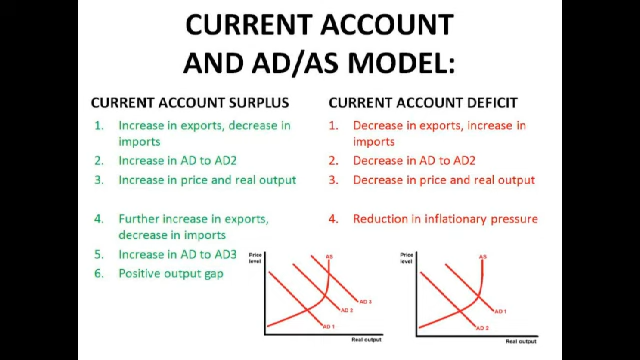 CURRENT ACCOUNT
AND AD/AS MODEL:
CURRENT ACCOUNT SURPLUS
1. Increase in exports, decrease in
imports
2. Increase in AD to AD2
3. Increase in price and real output
4. Further increase in exports,
decrease in imports
5. Increase in AD to AD3
6. Positive output gap
CURRENT ACCOUNT DEFICIT
1. Decrease in exports, increase in
imports
2. Decrease in AD to AD2
3. Decrease in price and real output
4. Reduction in inflationary pressure
Price
level
AS
AD 3
AD 2
AD 1
Real output
Price
level
AS
AD 1
AD 2
Real output